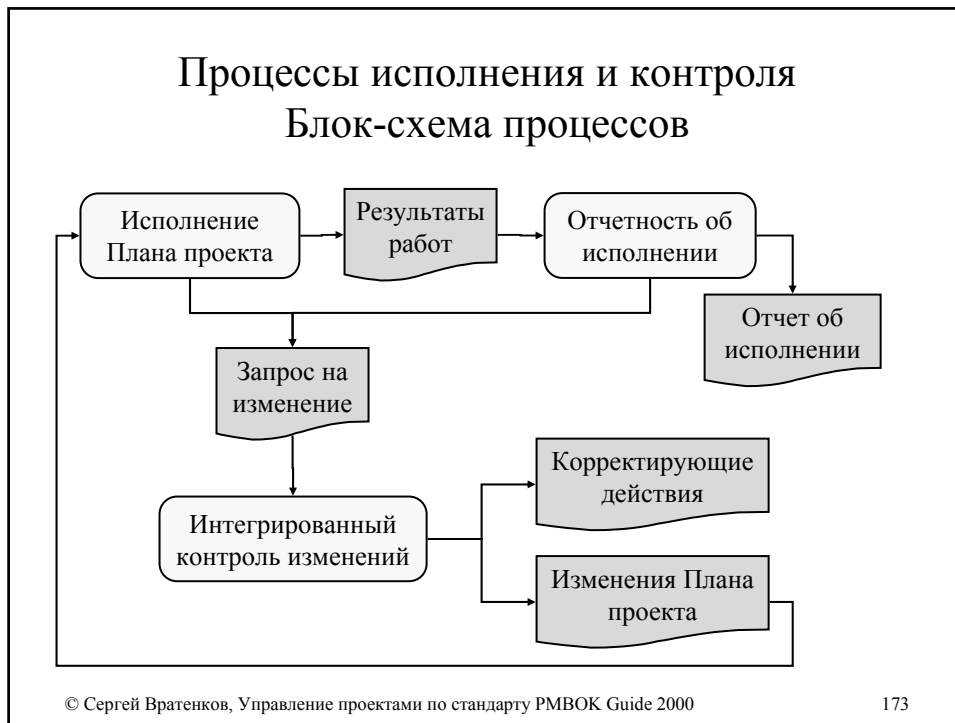 Процессы исполнения и контроля
Блок-схема процессов
Исполнение
Плана проекта
Результаты
работ
Отчетность об
исполнении
Отчет об
исполнении
Запрос на
изменение
Корректирующие
действия
Интегрированный
контроль изменений
Изменения Плана
проекта
© Сергей Вратенков, Управление проектами по стандарту PMBOK Guide 2000
173